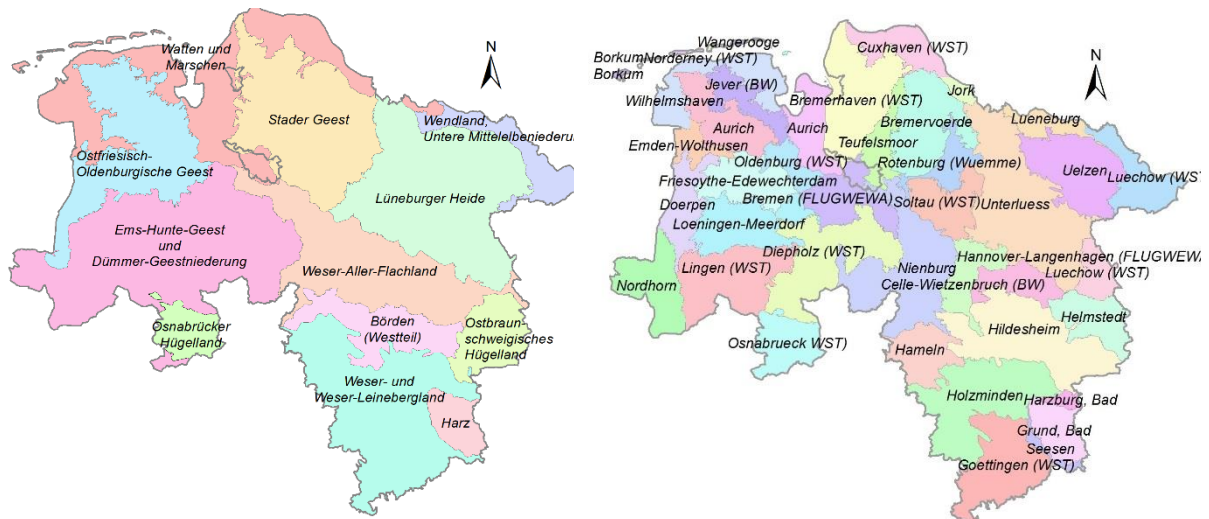 Watten und
Marschen
N
Stader Geest
Wendland,
Untere Mittelelbeniederu
Ostfriesisch-
Oldenburgische Geest
Lüneburger Heide
Ems-Hunte-Geest
und
Dümmer-Geestniederung
Weser-Aller-Flachland
Osnabrücker
Hügelland
Börden
(Westteil)
Ostbraun-
schweigisches
Hügelland
Weser- und
Weser-Leinebergland
Harz
Wangerooge
Cuxhaven (WST)
N
Borkum
Norderney (WST)
Borkum
Jever (BW)
Wilhelmshaven
Bremerhaven (WST)
Jork
Aurich
Aurich
Bremervoerde
Lueneburg
Emden-Wolthusen
Teufelsmoor
Oldenburg (WST)
Rotenburg (Wuemme)
Uelzen
Friesoythe-Edewechterdam
Luechow (WST
Doerpen
Bremen (FLUGWEWA)
Soltau (WST)
Unterluess
Loeningen-Meerdorf
Diepholz (WST)
Hannover-Langenhagen (FLUGWEWA
Lingen (WST)
Nienburg
Luechow (WST)
Nordhorn
Celle-Wietzenbruch (BW)
Helmstedt
Hildesheim
Osnabrueck WST)
Hameln
Holzminden
Harzburg, Bad
Grund, Bad
Seesen
Goettingen (WST)